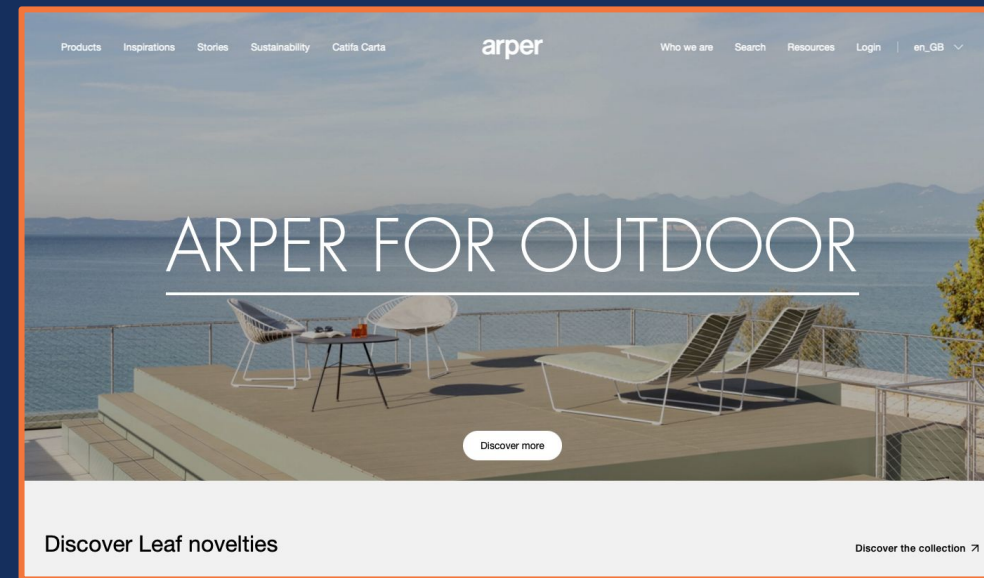 Products Inspirations Stories Sustainability Catifa Carta arper Who we are Search Resources Login en_GB
ARPER FOR OUTDOOR
Discover more
Discover Leaf novelties
Discover the collection